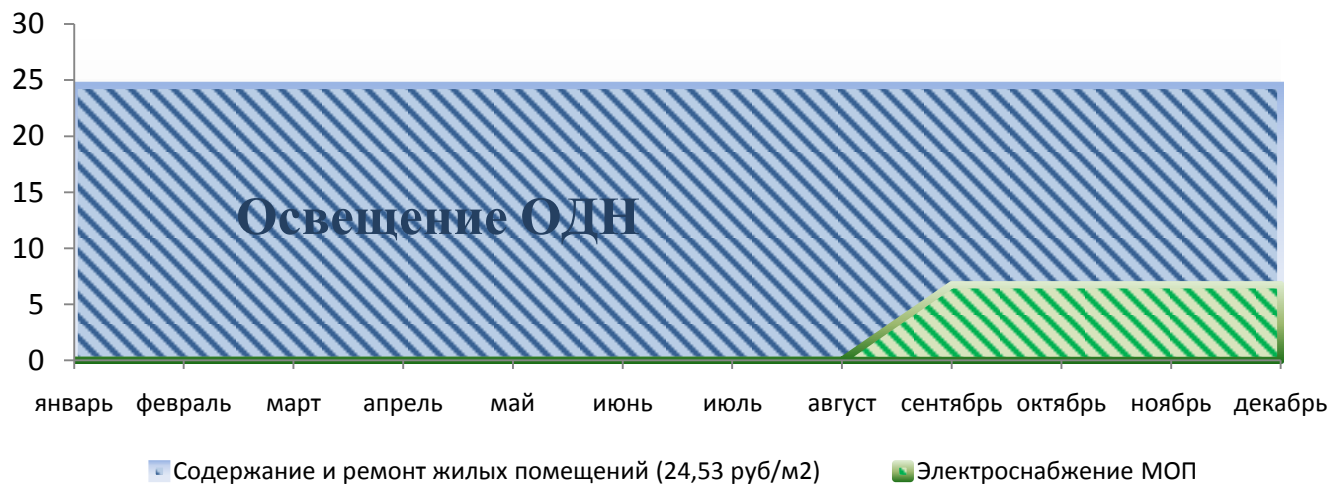 30
25
20
15
10
5
0
Освещение ОДН
январь февраль март апрель май июнь июль август сентябрь октябрь ноябрь декабрь
Содержание и ремонт жилых помещений (24,53 руб/м2) Электроснабжение МОП